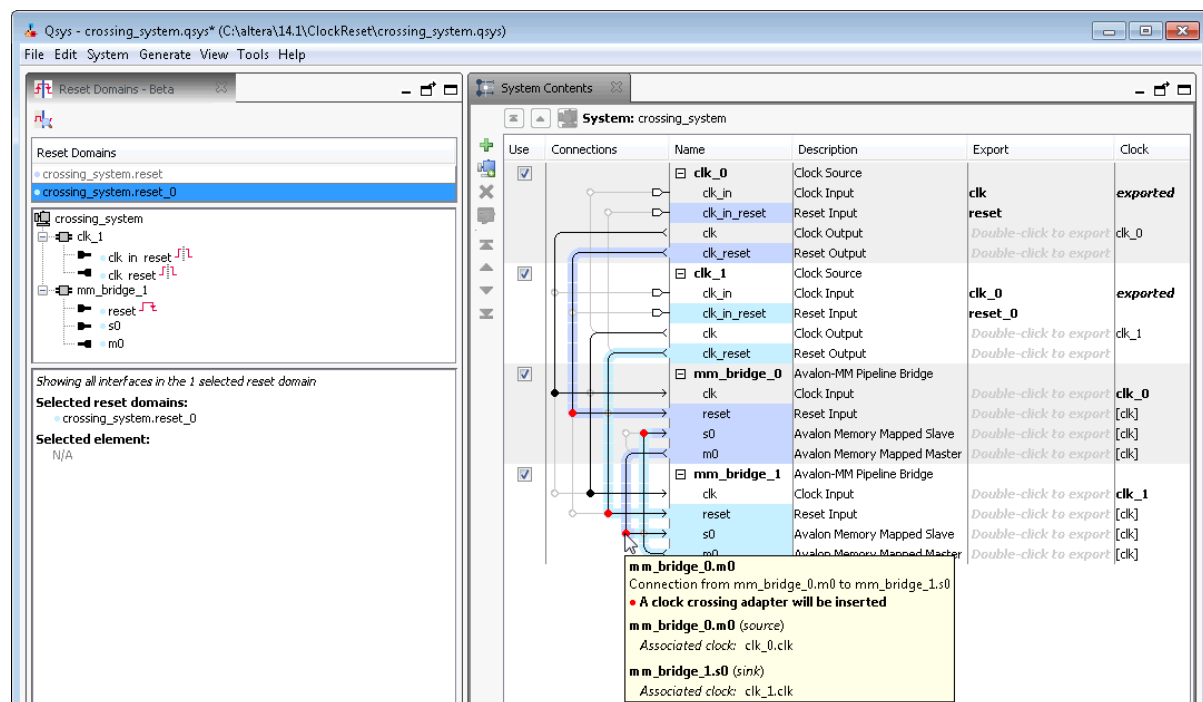 Qsys - crossing_system.qsys* (C:\altera\14.1\ClockReset\crossing_system.qsys)
File Edit System Generate View Tools Help
Reset Domains - Beta
Reset Domains
crossing_system.reset
crossing_system.reset_0
crossing_system
clk_1
clk_in_reset
clk_reset
mm_bridge_1
reset
s0
m0
Showing all interfaces in the 1 selected reset domain
Selected reset domains:
crossing_system.reset_0
Selected element:
N/A
System Contents
System: crossing_system
Use Connections Name Description Export Clock
clk_0 Clock Source
clk_in Clock Input clk exported
clk_in_reset Reset Input reset
clk Clock Output Double-click to export clk_0
clk_reset Reset Output Double-click to export
clk_1 Clock Source
clk_in Clock Input clk_0 exported
clk_in_reset Reset Input reset_0
clk Clock Output Double-click to export clk_1
clk_reset Reset Output Double-click to export
mm_bridge_0 Avalon-MM Pipeline Bridge
clk Clock Input Double-click to export clk_0
reset Reset Input Double-click to export [clk]
s0 Avalon Memory Mapped Slave Double-click to export [clk]
m0 Avalon Memory Mapped Master Double-click to export [clk]
mm_bridge_1 Avalon-MM Pipeline Bridge
clk Clock Input Double-click to export clk_1
reset Reset Input Double-click to export [clk]
s0 Avalon Memory Mapped Slave Double-click to export [clk]
m0 Avalon Memory Mapped Master Double-click to export [clk]
mm_bridge_0.m0
Connection from mm_bridge_0.m0 to mm_bridge_1.s0
• A clock crossing adapter will be inserted
mm_bridge_0.m0 (source)
Associated clock: clk_0.clk
mm_bridge_1.s0 (sink)
Associated clock: clk_1.clk